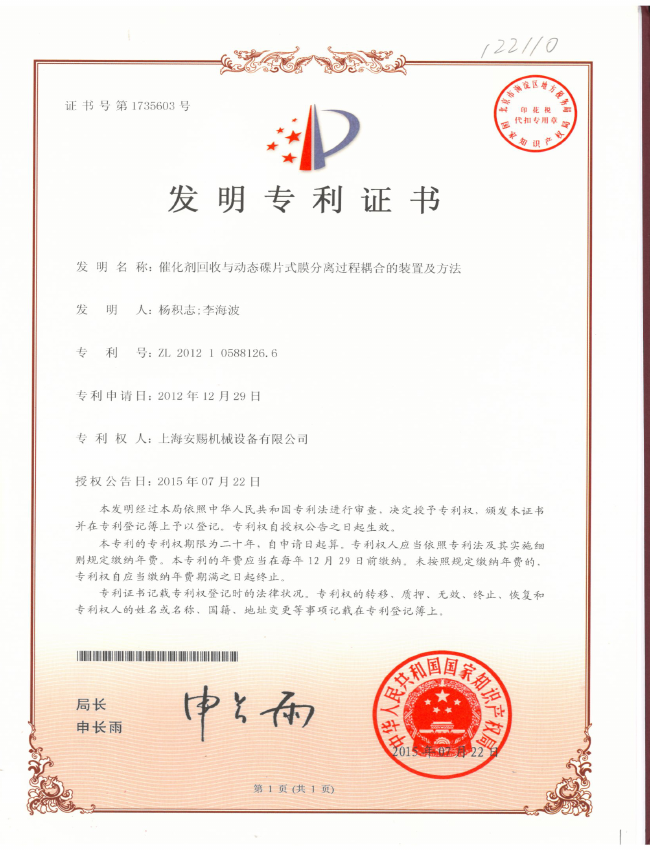 122110
证书号第1735603号
北京市海淀区地方税务局
印花税
代扣专用章
国家知识产权局
发明专利证书
发明名称：催化剂回收与动态碟片式膜分离过程耦合的装置及方法
发明人：杨积志;李海波
专利号：ZL 2012 1 0588126.6
专利申请日：2012年12月29日
专利权人：上海安赐机械设备有限公司
授权公告日：2015年07月22日
本发明经过本局依照中华人民共和国专利法进行审查，决定授予专利权，颁发本证书
并在专利登记簿上予以登记。专利权自授权公告之日起生效。
本专利的专利权期限为二十年，自申请日起算。专利权人应当依照专利法及其实施细
则规定缴纳年费。本专利的年费应当在每年12月29日前缴纳。未按照规定缴纳年费的，
专利权自应当缴纳年费期满之日起终止。
专利证书记载专利权登记时的法律状况。专利权的转移、质押、无效、终止、恢复和
专利权人的姓名或名称、国籍、地址变更等事项记载在专利登记簿上。
局长
申长雨
申长雨
中华人民共和国国家知识产权局
2015年07月22日
第1页(共1页)